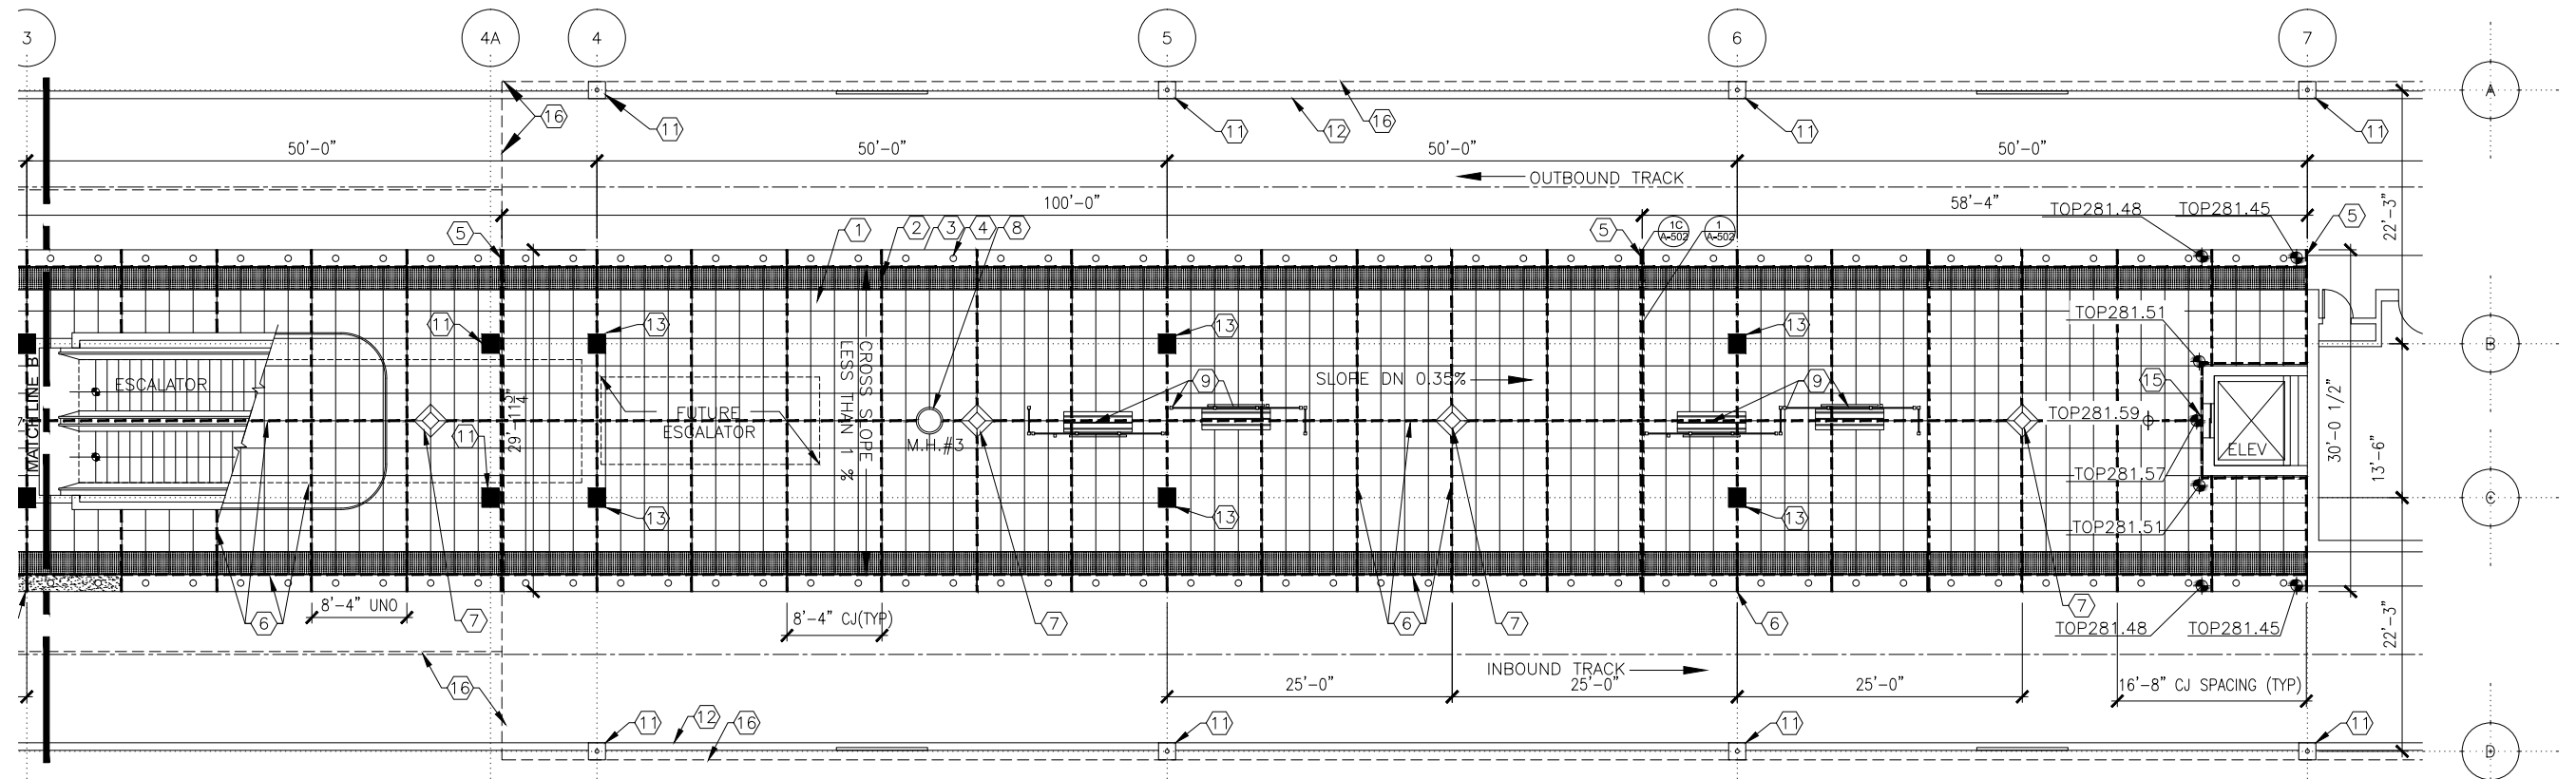 3
4A
4
5
6
7
A
16
11
11
12
16
11
11
50'-0"
50'-0"
50'-0"
50'-0"
OUTBOUND TRACK
100'-0"
58'-4"
TOP281.48
TOP281.45
22'-3"
5
1
2
3
4
8
5
1C
A-502
1
A-502
5
11
13
13
13
TOP281.51
B
MATCH LINE B
ESCALATOR
CROSS SLOPE
LESS THAN 1 %
9
SLOPE DN 0.35%
9
15
FUTURE
ESCALATOR
TOP281.59
11
29'-11 5/4"
M.H.#3
ELEV
30'-0 1/2"
13'-6"
TOP281.57
C
13
13
13
TOP281.51
8'-4" UNO
6
7
8'-4" CJ(TYP)
7
6
7
6
7
TOP281.48
TOP281.45
22'-3"
INBOUND TRACK
16
25'-0"
25'-0"
25'-0"
16'-8" CJ SPACING (TYP)
11
12
16
11
11
11
D